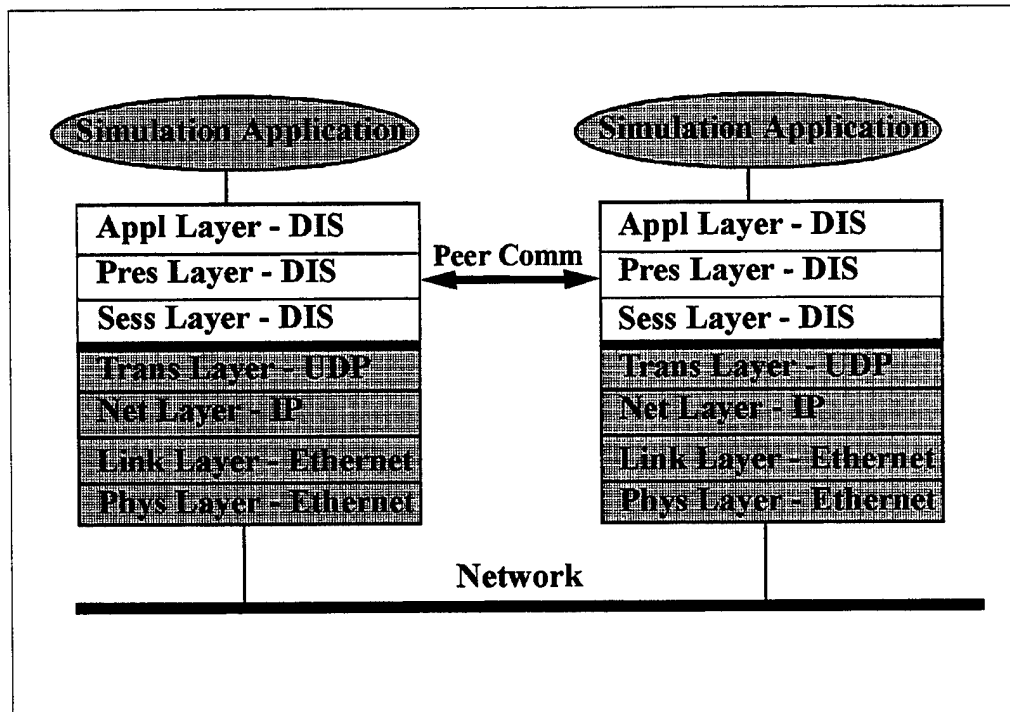 Simulation Application
Appl Layer - DIS
Pres Layer - DIS
Sess Layer - DIS
Trans Layer - UDP
Net Layer - IP
Link Layer - Ethernet
Phys Layer - Ethernet
Peer Comm
Simulation Application
Appl Layer - DIS
Pres Layer - DIS
Sess Layer - DIS
Trans Layer - UDP
Net Layer - IP
Link Layer - Ethernet
Phys Layer - Ethernet
Network